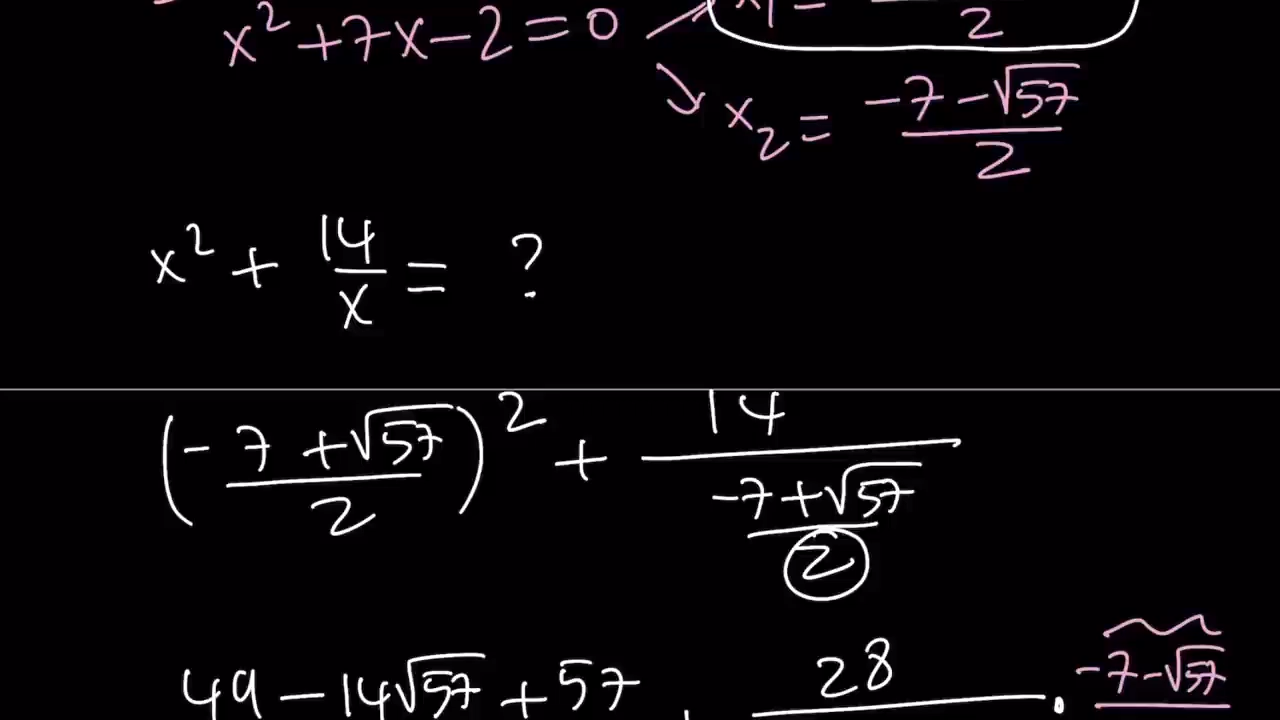 x² + 7x - 2 = 0
x₁ = / 2
x₂ = (-7 - √57) / 2
x² + 14/x = ?
((-7 + √57) / 2)² + 14 / ((-7 + √57) / 2)
49 - 14√57 + 57 + 28 · -7 - √57